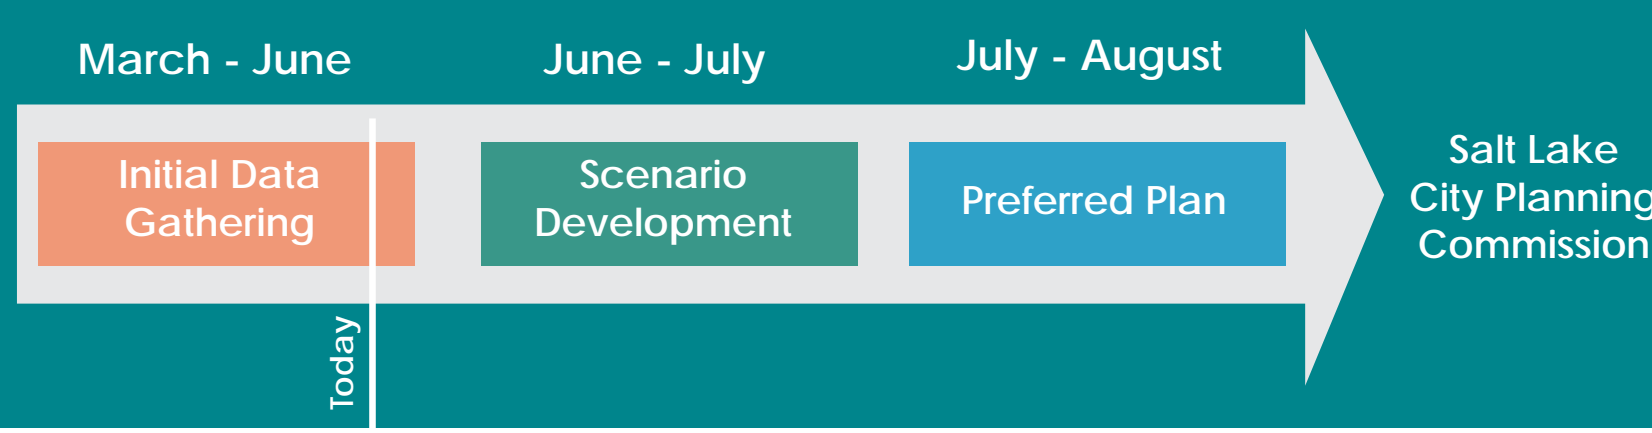 March - June
June - July
July - August
Initial Data
Gathering
Scenario
Development
Preferred Plan
Salt Lake
City Planning
Commission
Today